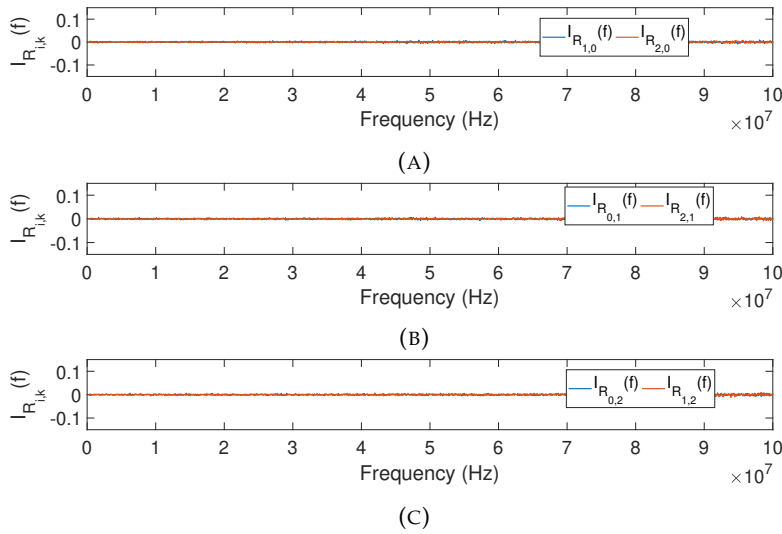 0.1
0
-0.1
I_{R_{i,k}}(f)
I_{R_{1,0}}(f) I_{R_{2,0}}(f)
0 1 2 3 4 5 6 7 8 9 10
Frequency (Hz)
×10^7
(A)
0.1
0
-0.1
I_{R_{i,k}}(f)
I_{R_{0,1}}(f) I_{R_{2,1}}(f)
0 1 2 3 4 5 6 7 8 9 10
Frequency (Hz)
×10^7
(B)
0.1
0
-0.1
I_{R_{i,k}}(f)
I_{R_{0,2}}(f) I_{R_{1,2}}(f)
0 1 2 3 4 5 6 7 8 9 10
Frequency (Hz)
×10^7
(C)